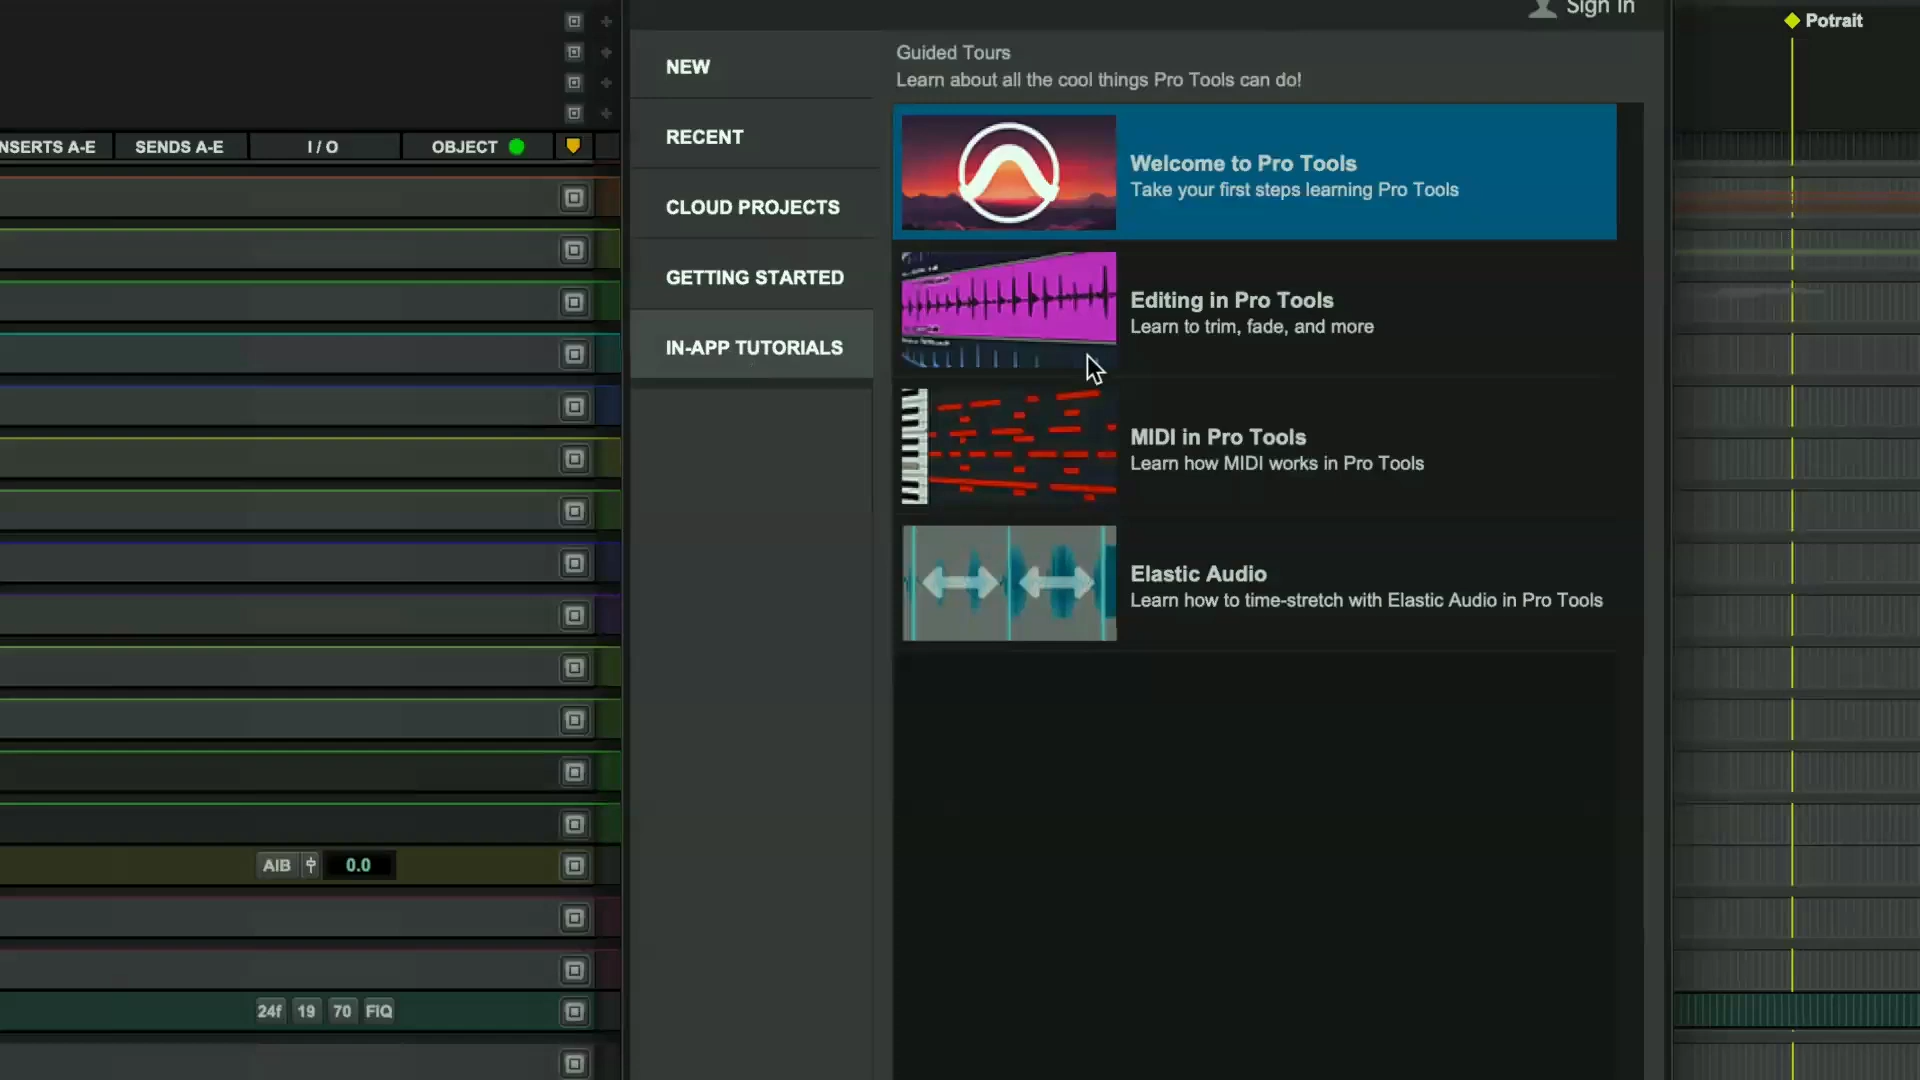 Sign In
Potrait
NEW
RECENT
CLOUD PROJECTS
GETTING STARTED
IN-APP TUTORIALS
Guided Tours
Learn about all the cool things Pro Tools can do!
Welcome to Pro Tools
Take your first steps learning Pro Tools
Editing in Pro Tools
Learn to trim, fade, and more
MIDI in Pro Tools
Learn how MIDI works in Pro Tools
Elastic Audio
Learn how to time-stretch with Elastic Audio in Pro Tools
NSERTS A-E SENDS A-E I / O OBJECT
AIB 0.0
24f 19 70 FIQ